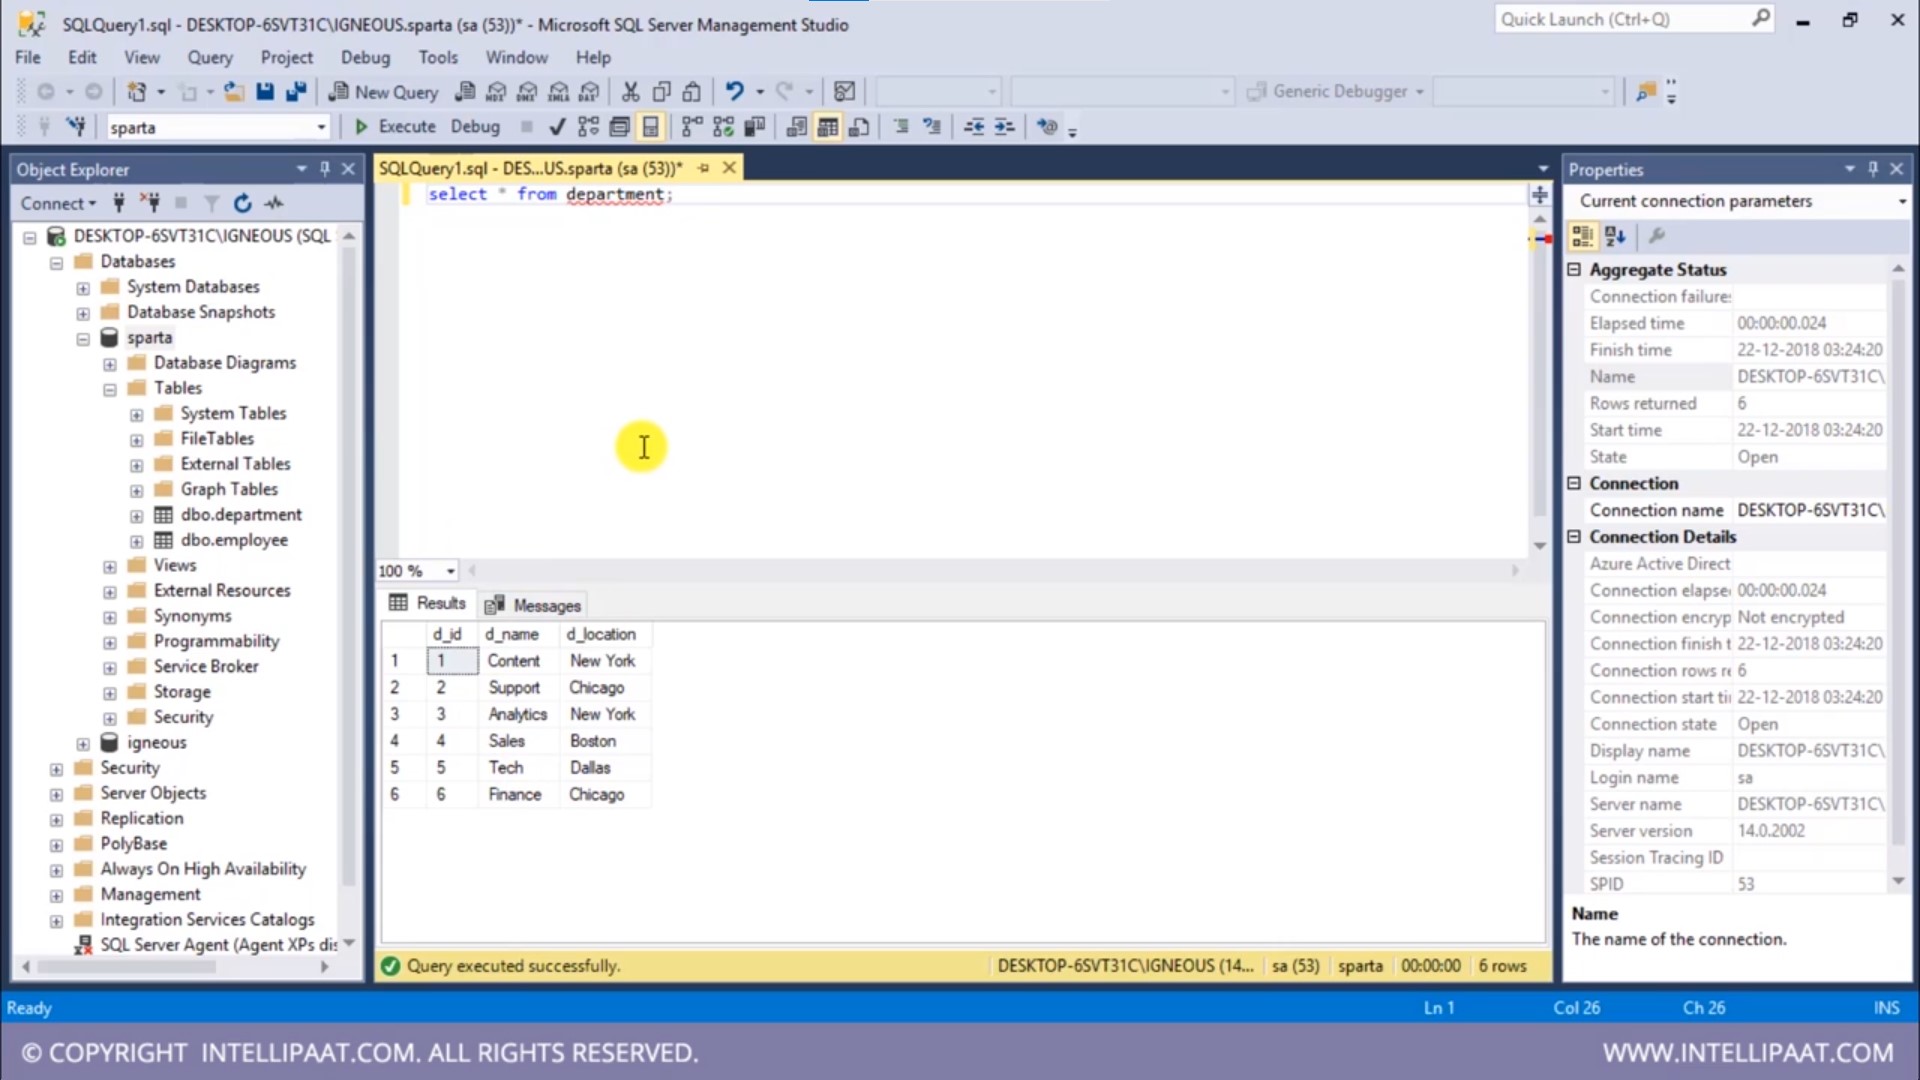 SQLQuery1.sql - DESKTOP-6SVT31C\IGNEOUS.sparta (sa (53))* - Microsoft SQL Server Management Studio
Quick Launch (Ctrl+Q)
File Edit View Query Project Debug Tools Window Help
New Query
Generic Debugger
sparta
Execute Debug
Object Explorer
Connect
DESKTOP-6SVT31C\IGNEOUS (SQL
Databases
System Databases
Database Snapshots
sparta
Database Diagrams
Tables
System Tables
FileTables
External Tables
Graph Tables
dbo.department
dbo.employee
Views
External Resources
Synonyms
Programmability
Service Broker
Storage
Security
igneous
Security
Server Objects
Replication
PolyBase
Always On High Availability
Management
Integration Services Catalogs
SQL Server Agent (Agent XPs dis
SQLQuery1.sql - DES...US.sparta (sa (53))*
select * from department;
100 %
Results Messages
d_id d_name d_location
1 1 Content New York
2 2 Support Chicago
3 3 Analytics New York
4 4 Sales Boston
5 5 Tech Dallas
6 6 Finance Chicago
Query executed successfully.
DESKTOP-6SVT31C\IGNEOUS (14... sa (53) sparta 00:00:00 6 rows
Properties
Current connection parameters
Aggregate Status
Connection failures
Elapsed time 00:00:00.024
Finish time 22-12-2018 03:24:20
Name DESKTOP-6SVT31C\
Rows returned 6
Start time 22-12-2018 03:24:20
State Open
Connection
Connection name DESKTOP-6SVT31C\
Connection Details
Azure Active Direct
Connection elapse 00:00:00.024
Connection encryp Not encrypted
Connection finish t 22-12-2018 03:24:20
Connection rows re 6
Connection start ti 22-12-2018 03:24:20
Connection state Open
Display name DESKTOP-6SVT31C\
Login name sa
Server name DESKTOP-6SVT31C\
Server version 14.0.2002
Session Tracing ID
SPID 53
Name
The name of the connection.
Ready
Ln 1 Col 26 Ch 26 INS
© COPYRIGHT INTELLIPAAT.COM. ALL RIGHTS RESERVED.
WWW.INTELLIPAAT.COM